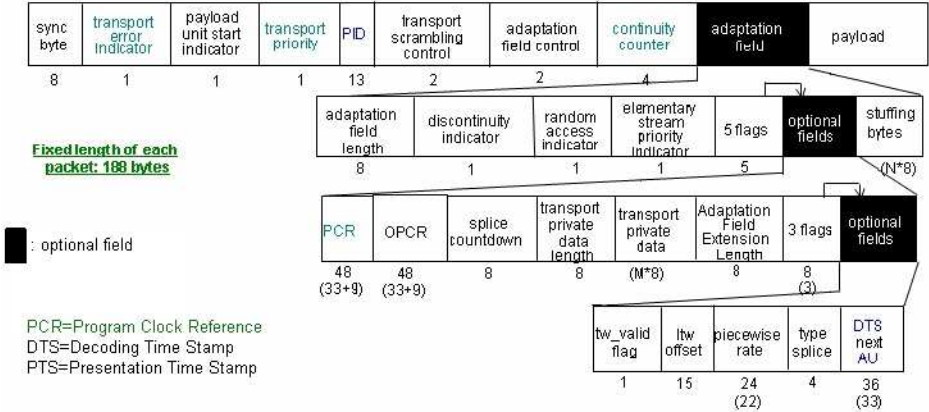 sync byte
transport error indicator
payload unit start indicator
transport priority
PID
transport scrambling control
adaptation field control
continuity counter
adaptation field
payload
8
1
1
1
13
2
2
4
adaptation field length
discontinuity indicator
random access indicator
elementary stream priority indicator
5 flags
optional fields
stuffing bytes
8
1
1
1
5
(N*8)
Fixed length of each
packet: 188 bytes
PCR
OPCR
splice countdown
transport private data length
transport private data
Adaptation Field Extension Length
3 flags
optional fields
48 (33+9)
48 (33+9)
8
8
(M*8)
8
8 (3)
: optional field
tw_valid flag
ltw offset
piecewise rate
type splice
DTS next AU
1
15
24 (22)
4
36 (33)
PCR=Program Clock Reference
DTS=Decoding Time Stamp
PTS=Presentation Time Stamp